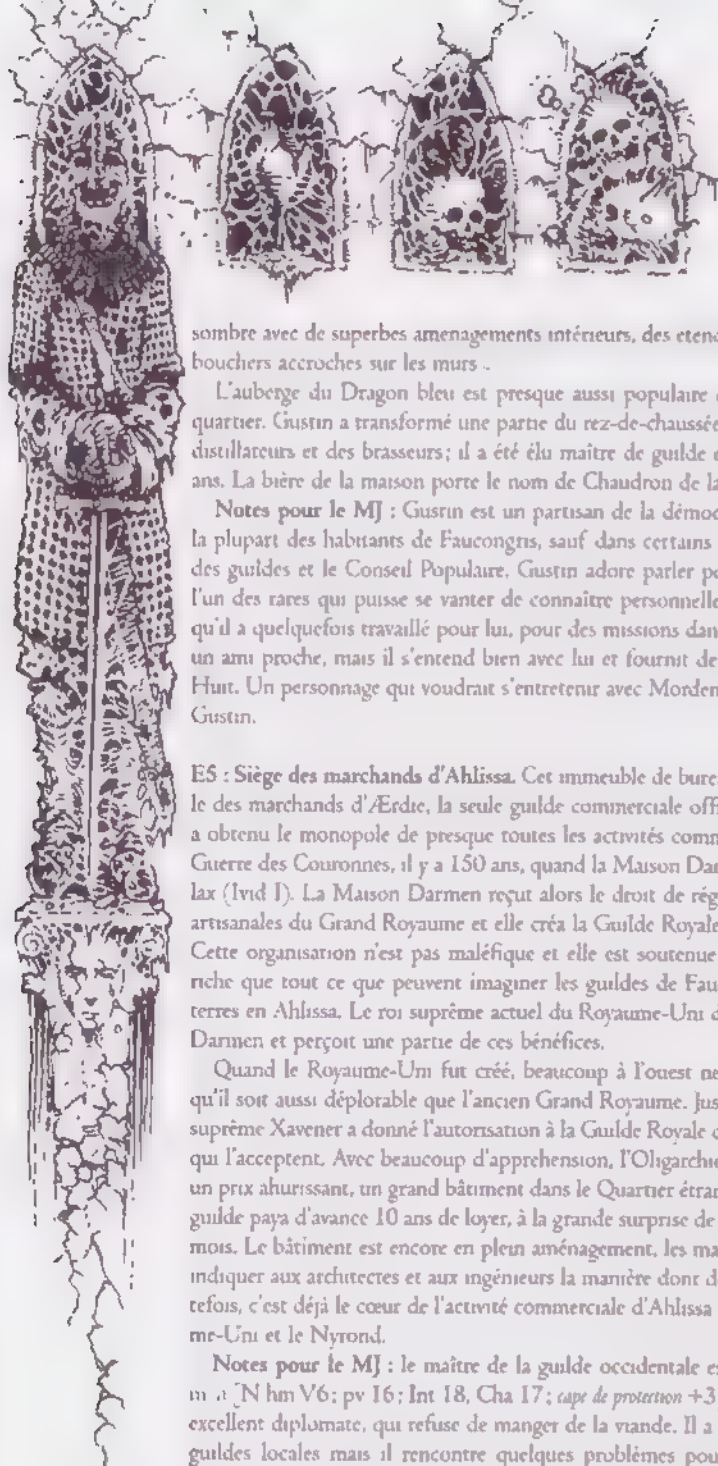 sombre avec de superbes amenagements intérieurs, des etend
bouchers accroches sur les murs
L'auberge du Dragon bleu est presque aussi populaire
quartier. Gustin a transformé une partie du rez-de-chaussée
distillateurs et des brasseurs; il a été élu maître de guilde
ans. La bière de la maison porte le nom de Chaudron de la
Notes pour le MJ : Gustin est un partisan de la démoc
la plupart des habitants de Faucongris, sauf dans certains
des guildes et le Conseil Populaire. Gustin adore parler po
l'un des rares qui puisse se vanter de connaître personnelle
qu'il a quelquefois travaillé pour lui, pour des missions dan
un ami proche, mais il s'entend bien avec lui et fournit de
Huit. Un personnage qui voudrait s'entretenir avec Morden
Gustin.
E5 : Siège des marchands d'Ahlissa. Cet immeuble de bure
le des marchands d'Ærdie, la seule guilde commerciale offi
a obtenu le monopole de presque toutes les activités comm
Guerre des Couronnes, il y a 150 ans, quand la Maison Dar
lax (Ivid I). La Maison Darmen reçut alors le droit de rég
artisanales du Grand Royaume et elle créa la Guilde Royale
Cette organisation n'est pas maléfique et elle est soutenue
riche que tout ce que peuvent imaginer les guildes de Fau
terres en Ahlissa. Le roi suprême actuel du Royaume-Uni d
Darmen et perçoit une partie de ces bénéfices.
Quand le Royaume-Uni fut créé, beaucoup à l'ouest ne
qu'il soit aussi déplorable que l'ancien Grand Royaume. Jus
suprême Xavener a donné l'autorisation à la Guilde Royale d
qui l'acceptent. Avec beaucoup d'apprehension, l'Oligarchie
un prix ahurissant, un grand bâtiment dans le Quartier étran
guilde paya d'avance 10 ans de loyer, à la grande surprise de
mois. Le bâtiment est encore en plein aménagement, les ma
indiquer aux architectes et aux ingénieurs la manière dont d
tefois, c'est déjà le cœur de l'activité commerciale d'Ahlissa
me-Uni et le Nyrond.
Notes pour le MJ : le maître de la guilde occidentale es
N hm V6; pv 16; Int 18, Cha 17; cape de protection +3
excellent diplomate, qui refuse de manger de la viande. Il a
guildes locales mais il rencontre quelques problèmes pou